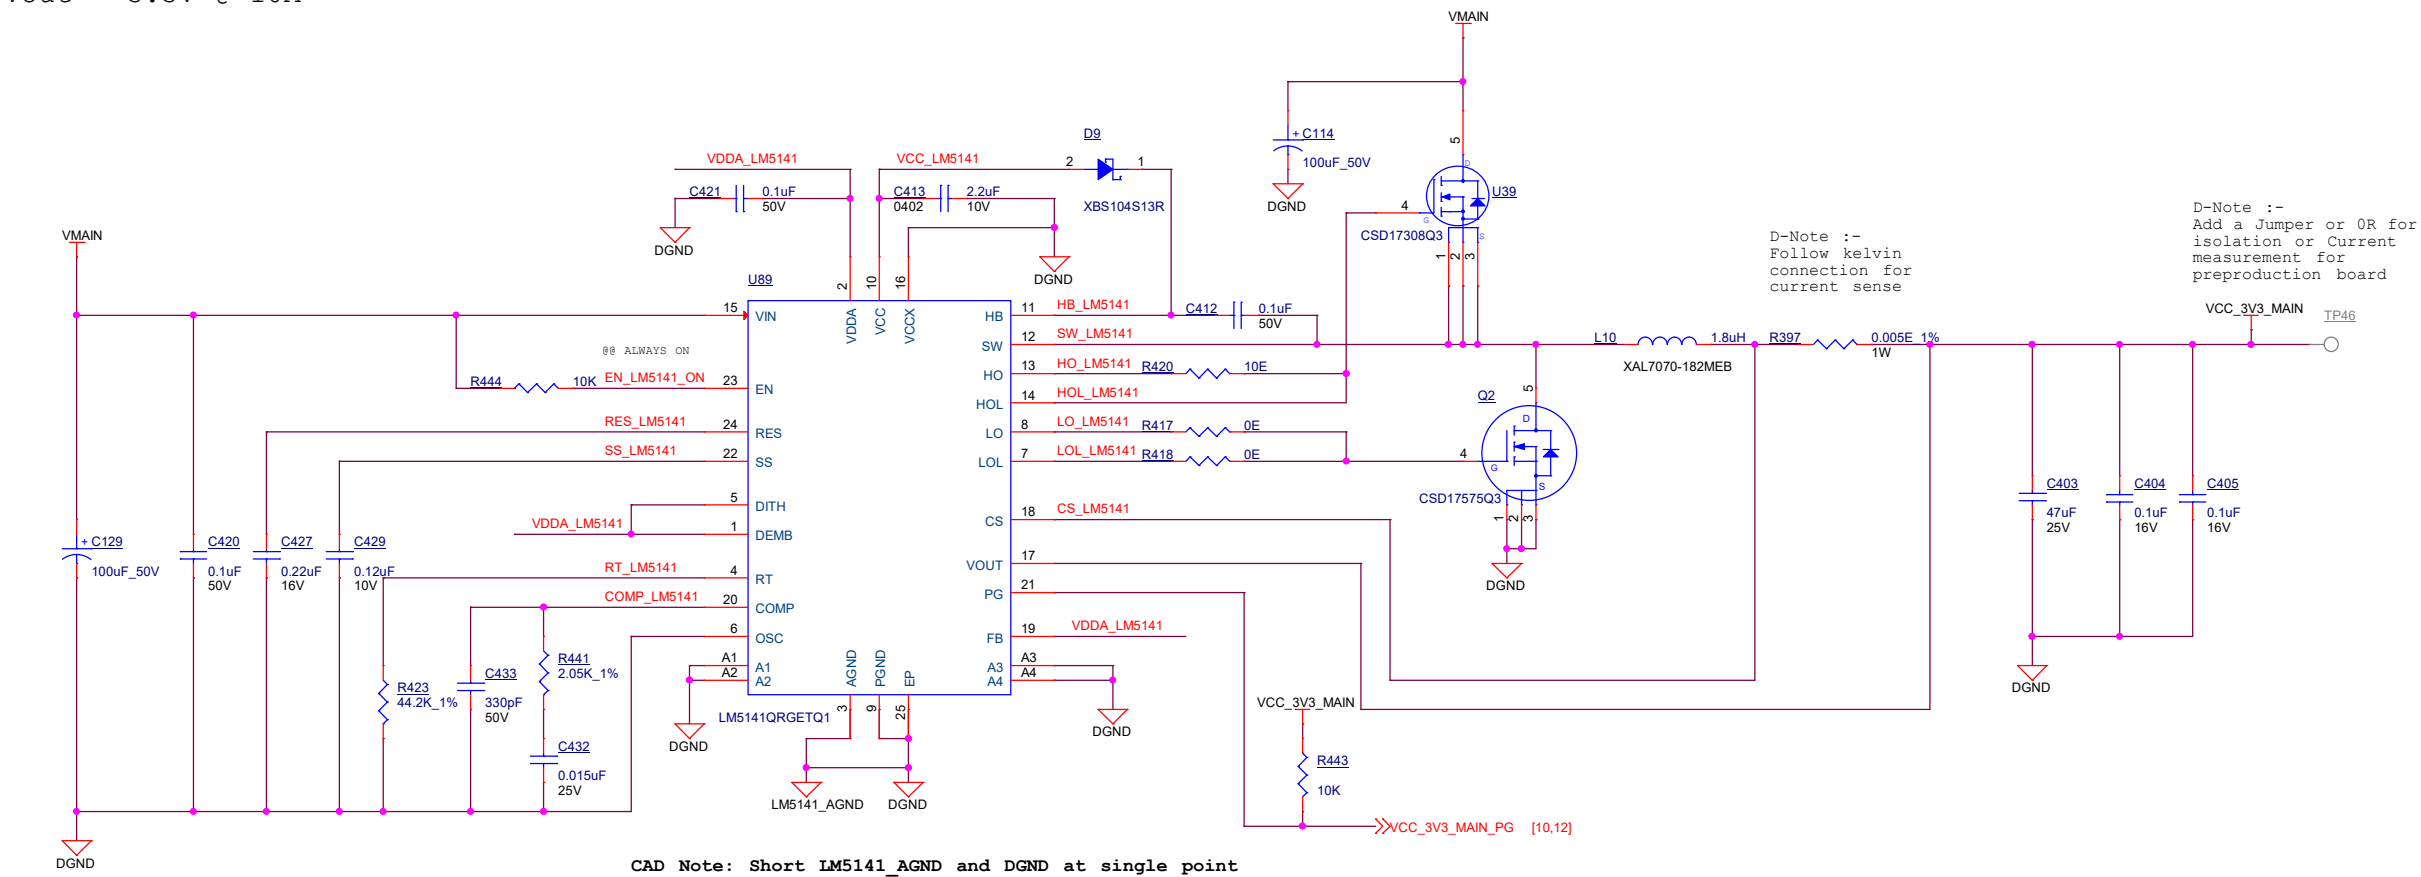 VMAIN
D9
+ C114
100uF_50V
DGND
5
D
U39
4
G
S
CSD17308Q3
1
2
3
VDDA_LM5141
VCC_LM5141
2
1
XBS104S13R
C421
0.1uF
50V
C413
0402
2.2uF
10V
DGND
DGND
D-Note :-
Follow kelvin
connection for
current sense
D-Note :-
Add a Jumper or 0R for
isolation or Current
measurement for
preproduction board
VMAIN
U89
2
10
16
VDDA
VCC
VCCX
15
VIN
@@ ALWAYS ON
R444
10K
EN_LM5141_ON
23
EN
RES_LM5141
24
RES
SS_LM5141
22
SS
5
DITH
VDDA_LM5141
1
DEMB
RT_LM5141
4
RT
COMP_LM5141
20
COMP
6
OSC
A1
A1
A2
A2
HB
11
HB_LM5141
C412
0.1uF
50V
SW
12
SW_LM5141
HO
13
HO_LM5141
R420
10E
HOL
14
HOL_LM5141
LO
8
LO_LM5141
R417
0E
LOL
7
LOL_LM5141
R418
0E
CS
18
CS_LM5141
VOUT
17
PG
21
FB
19
VDDA_LM5141
A3
A3
A4
A4
AGND
PGND
EP
3
9
25
LM5141QRGETQ1
LM5141_AGND
DGND
DGND
DGND
L10
1.8uH
XAL7070-182MEB
R397
0.005E_1%
1W
VCC_3V3_MAIN
TP46
Q2
5
D
4
G
S
CSD17575Q3
1
2
3
DGND
C403
47uF
25V
C404
0.1uF
16V
C405
0.1uF
16V
DGND
+ C129
100uF_50V
C420
0.1uF
50V
C427
0.22uF
16V
C429
0.12uF
10V
R423
44.2K_1%
C433
330pF
50V
R441
2.05K_1%
C432
0.015uF
25V
DGND
VCC_3V3_MAIN
R443
10K
VCC_3V3_MAIN_PG [10,12]
CAD Note: Short LM5141_AGND and DGND at single point